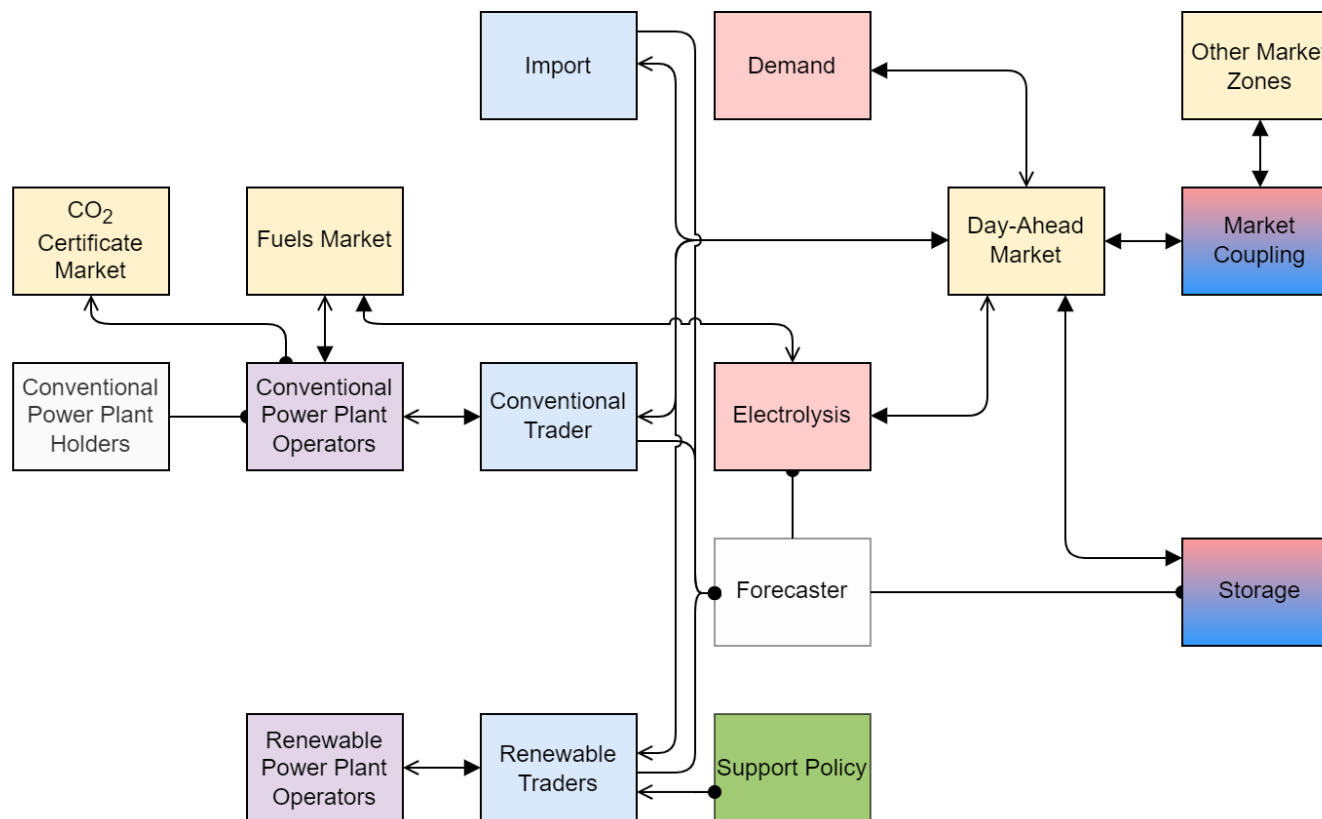 Import
Demand
Other Market
Zones
CO2
Certificate
Market
Fuels Market
Day-Ahead
Market
Market
Coupling
Conventional
Power Plant
Holders
Conventional
Power Plant
Operators
Conventional
Trader
Electrolysis
Forecaster
Storage
Renewable
Power Plant
Operators
Renewable
Traders
Support Policy